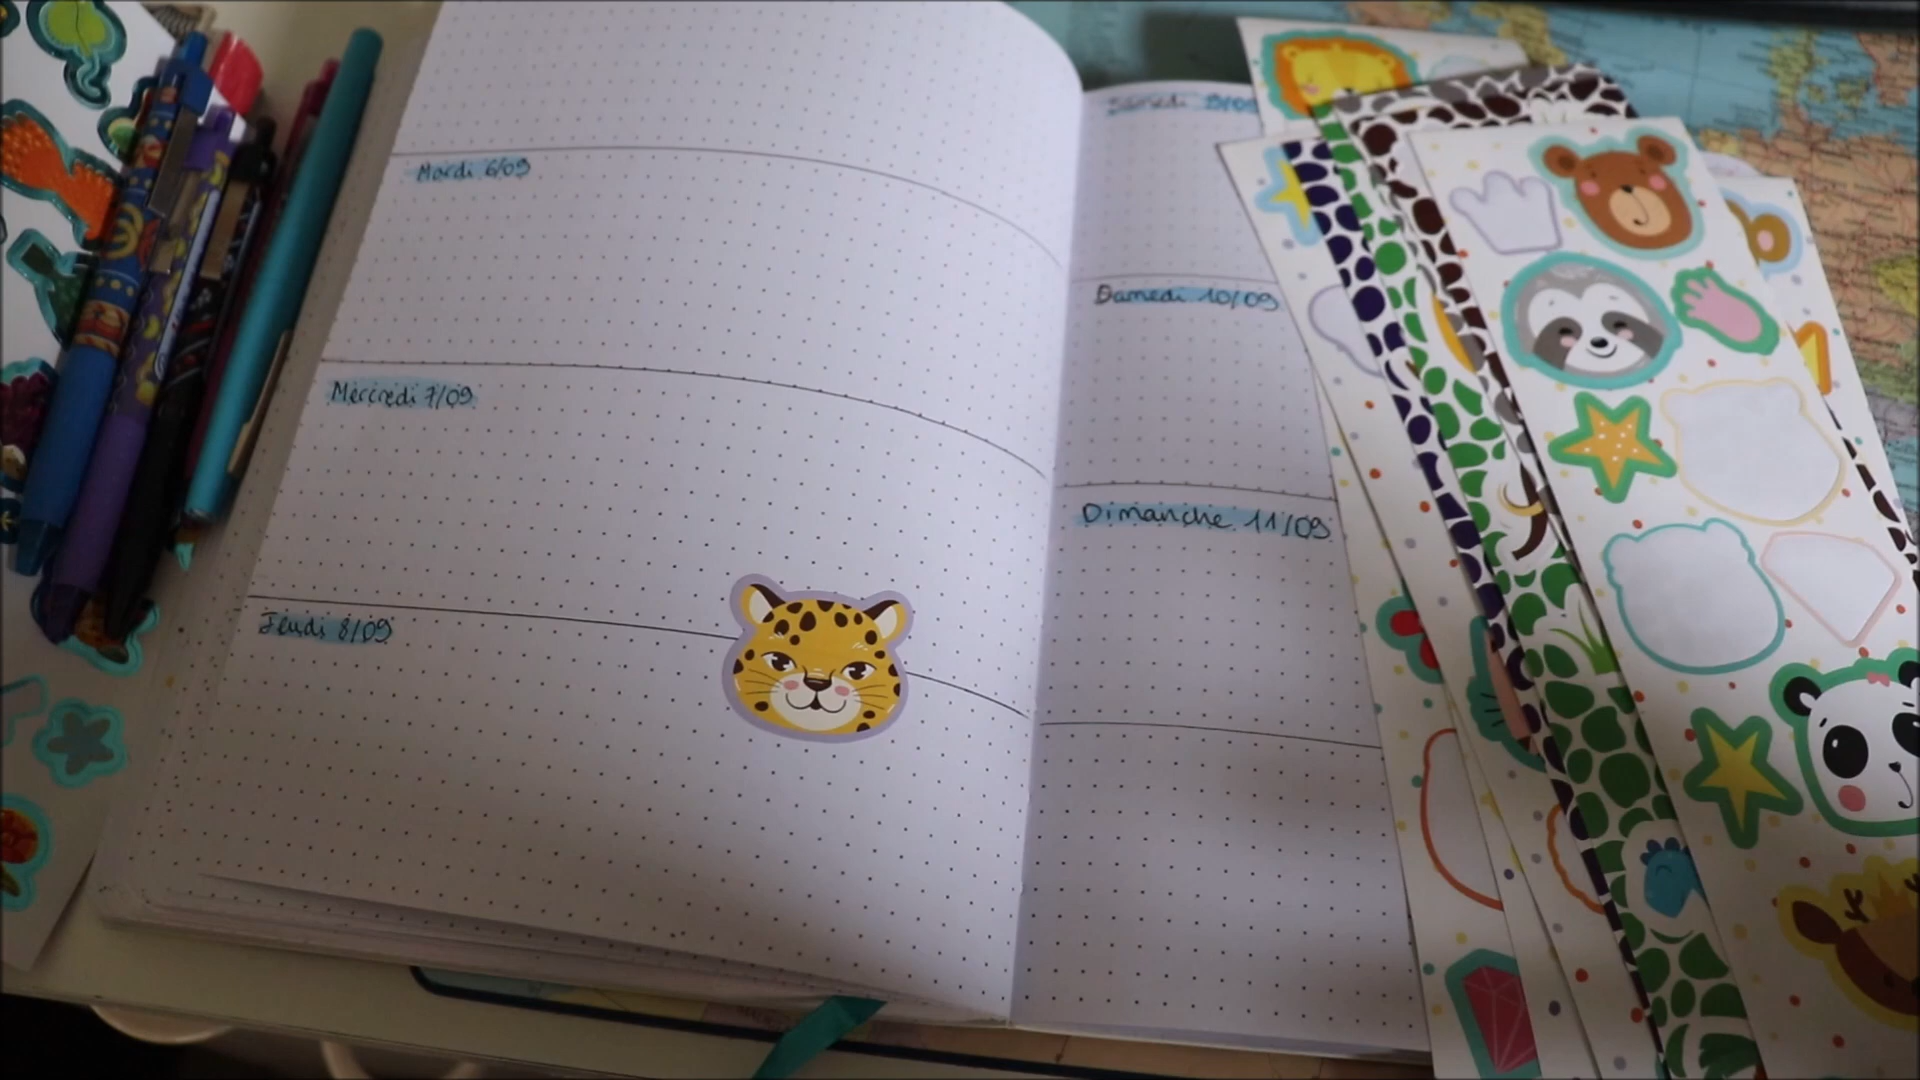 Mardi 6/09
Mercredi 7/09
Jeudi 8/09
Samedi 10/09
Dimanche 11/09